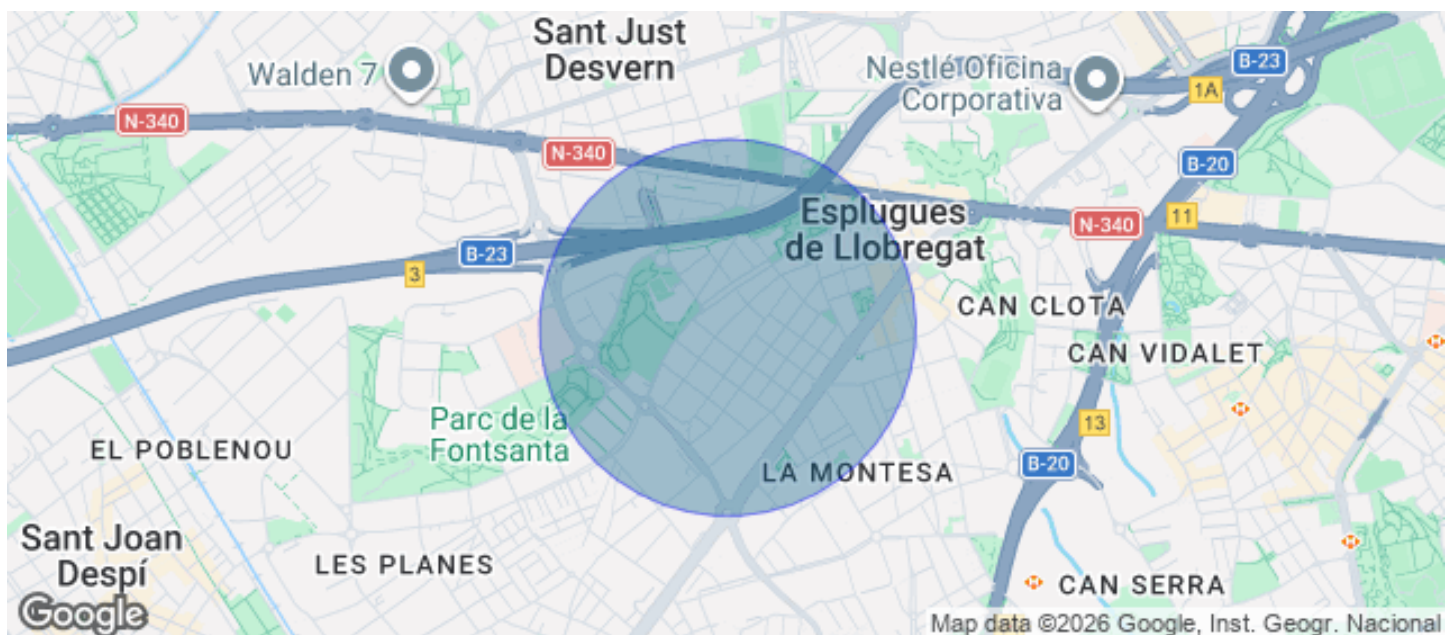 Sant Just
Desvern
Walden 7
Nestlé Oficina
Corporativa
B-23
1A
N-340
N-340
B-20
11
N-340
Esplugues
de Llobregat
B-23
3
CAN CLOTA
CAN VIDALET
13
Parc de la
Fontsanta
EL POBLENOU
LA MONTESA
B-20
Sant Joan
Despí
LES PLANES
CAN SERRA
Google
Map data ©2026 Google, Inst. Geogr. Nacional